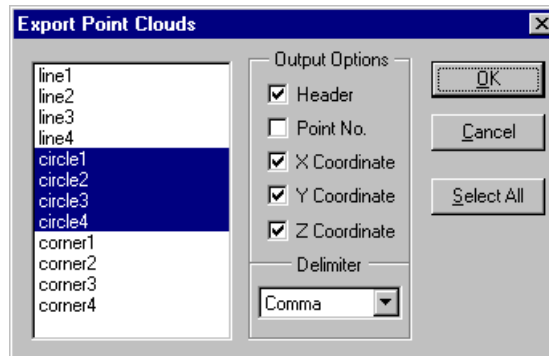 Export Point Clouds
line1
line2
line3
line4
circle1
circle2
circle3
circle4
corner1
corner2
corner3
corner4
Output Options
Header
Point No.
X Coordinate
Y Coordinate
Z Coordinate
Delimiter
Comma
OK
Cancel
Select All